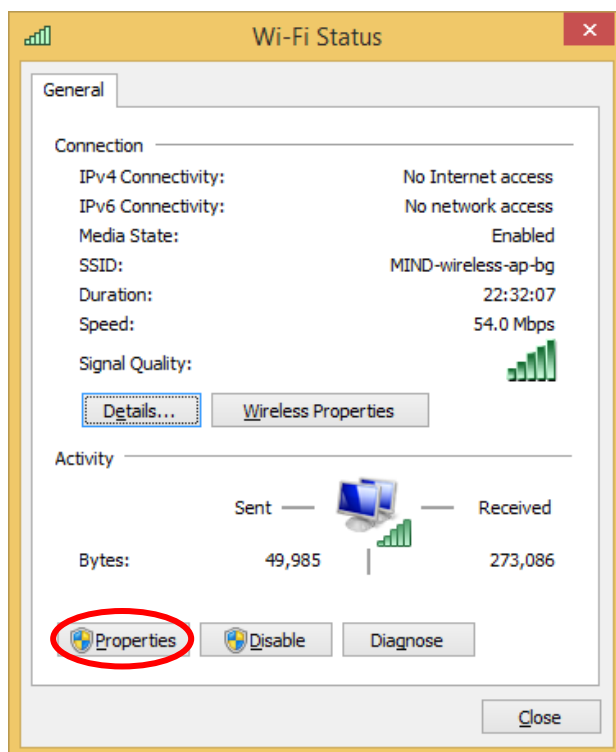 Wi-Fi Status
General
Connection
IPv4 Connectivity: No Internet access
IPv6 Connectivity: No network access
Media State: Enabled
SSID: MIND-wireless-ap-bg
Duration: 22:32:07
Speed: 54.0 Mbps
Signal Quality:
Details... Wireless Properties
Activity
Sent Received
Bytes: 49,985 273,086
Properties Disable Diagnose
Close